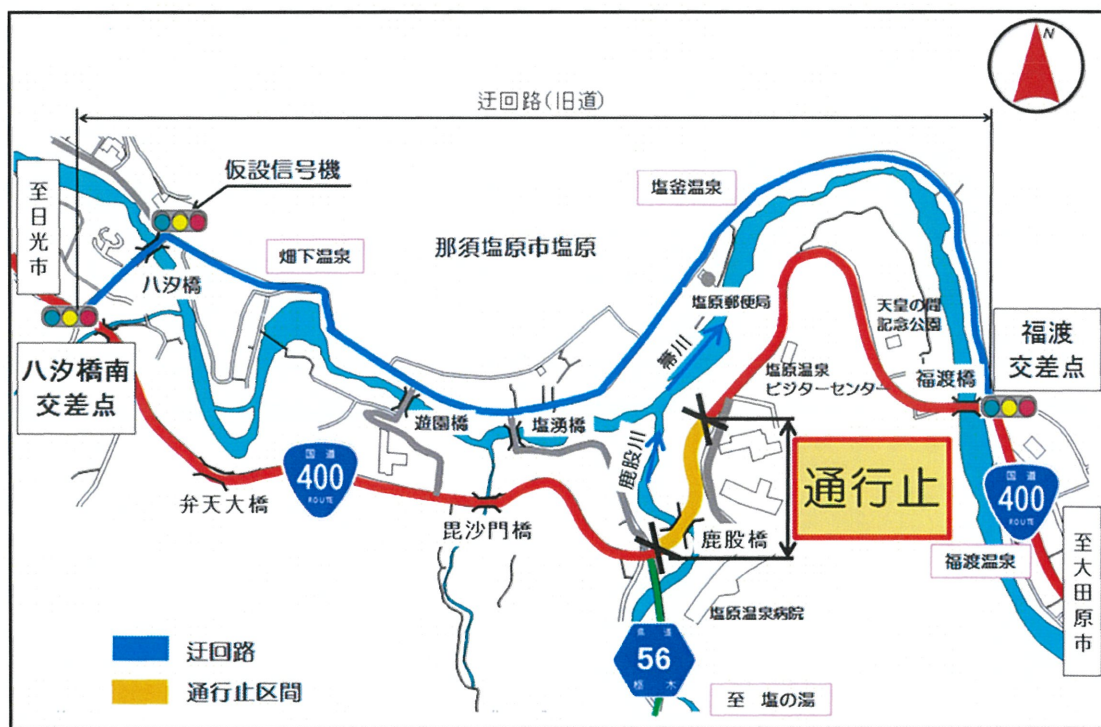 N
迂回路(旧道)
至日光市
仮設信号機
塩釜温泉
畑下温泉
那須塩原市塩原
八汐橋
塩原郵便局
天皇の間
記念公園
箒川
福渡
交差点
八汐橋南
交差点
塩原温泉
ビジターセンター
福渡橋
遊園橋
塩湧橋
鹿股川
通行止
国道
400
ROUTE
国道
400
ROUTE
弁天大橋
毘沙門橋
鹿股橋
福渡温泉
至大田原市
塩原温泉病院
県道
56
栃木
至 塩の湯
迂回路
通行止区間